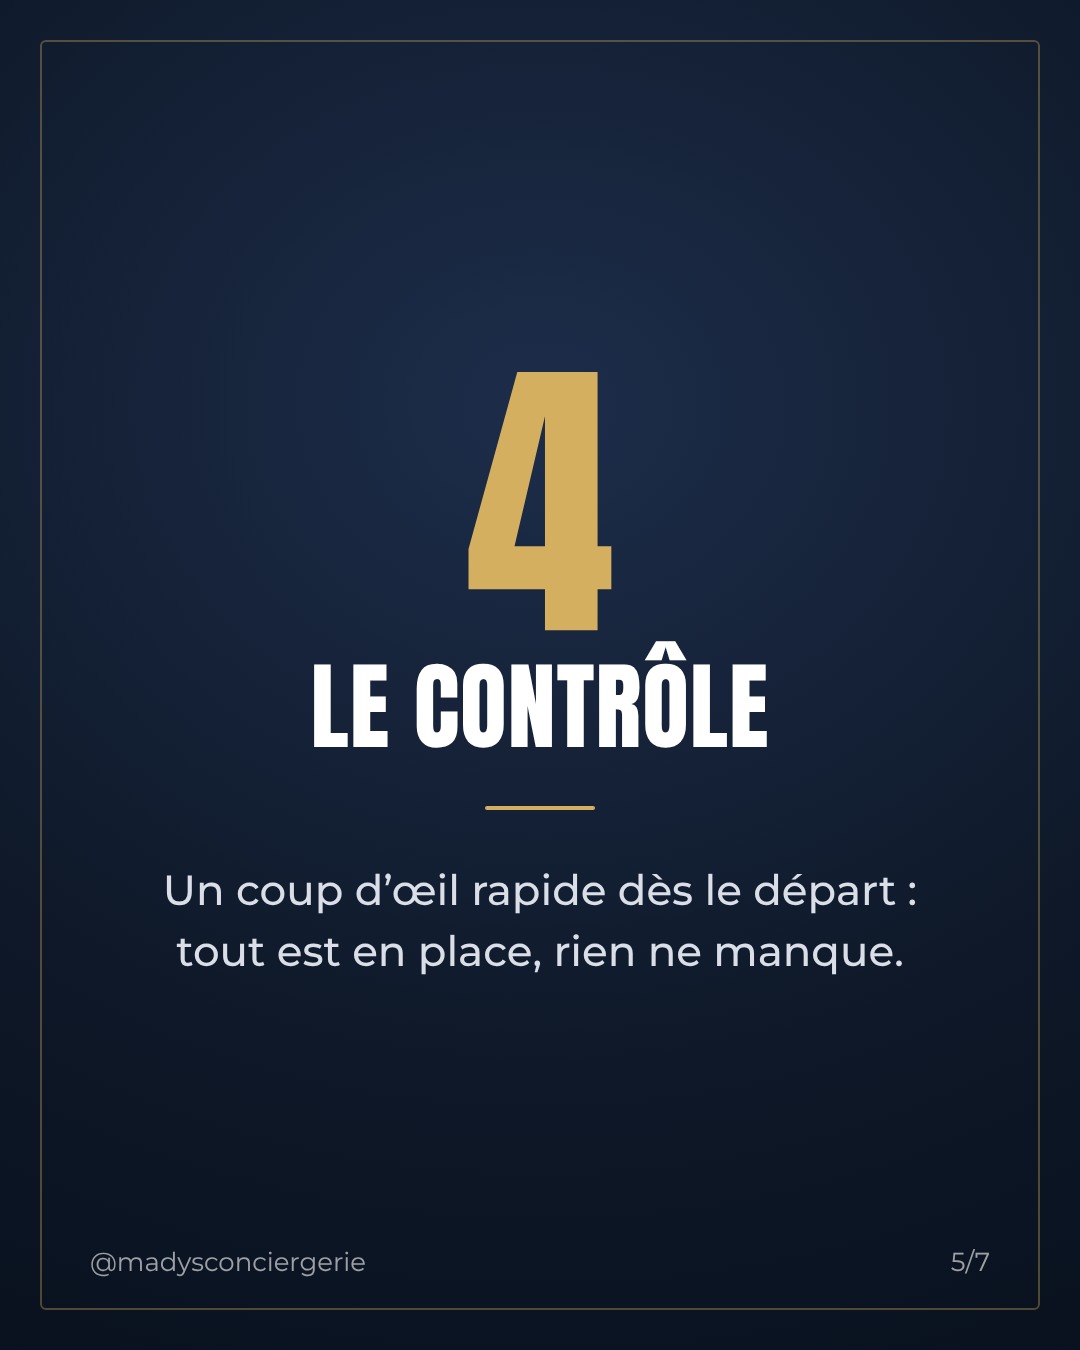 4
LE CONTRÔLE
Un coup d’œil rapide dès le départ :
tout est en place, rien ne manque.
@madysconciergerie
5/7